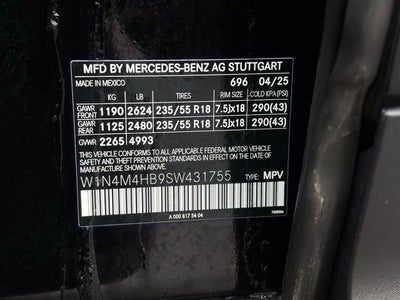 MFD BY MERCEDES-BENZ AG STUTTGART
MADE IN MEXICO 696 04/25
KG LB TIRES RIM SIZE COLD KPA(PSI)
GAWR FRONT 1190 2624 235/55 R18 7.5Jx18 290(43)
GAWR REAR 1125 2480 235/55 R18 7.5Jx18 290(43)
GVWR 2265 4993
THIS VEHICLE CONFORMS TO ALL APPLICABLE FEDERAL MOTOR VEHICLE SAFETY, BUMPER, AND THEFT PREVENTION STANDARDS IN EFFECT ON THE DATE OF MANUFACTURE SHOWN ABOVE.
W1N4M4HB9SW431755 TYPE: MPV
A 000 817 54 04